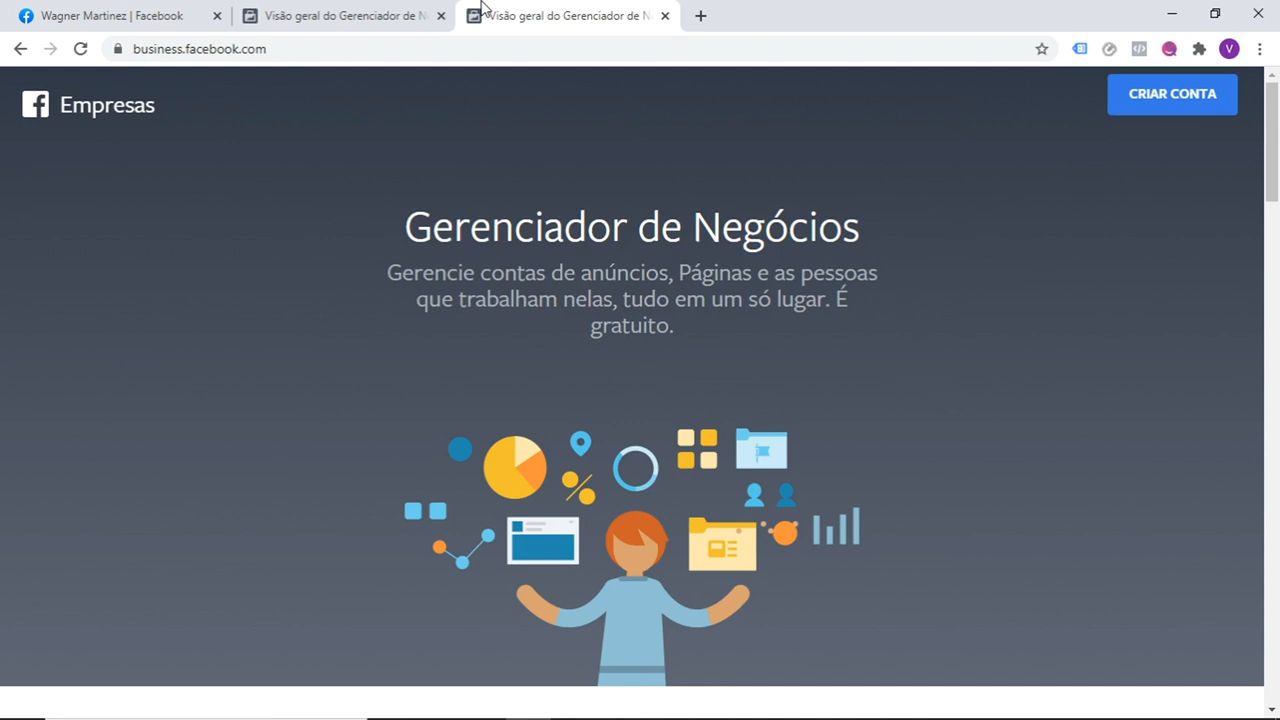 Wagner Martinez | Facebook
Visão geral do Gerenciador de N
Visão geral do Gerenciador de N
business.facebook.com
V
Empresas
CRIAR CONTA
Gerenciador de Negócios
Gerencie contas de anúncios, Páginas e as pessoas
que trabalham nelas, tudo em um só lugar. É
gratuito.